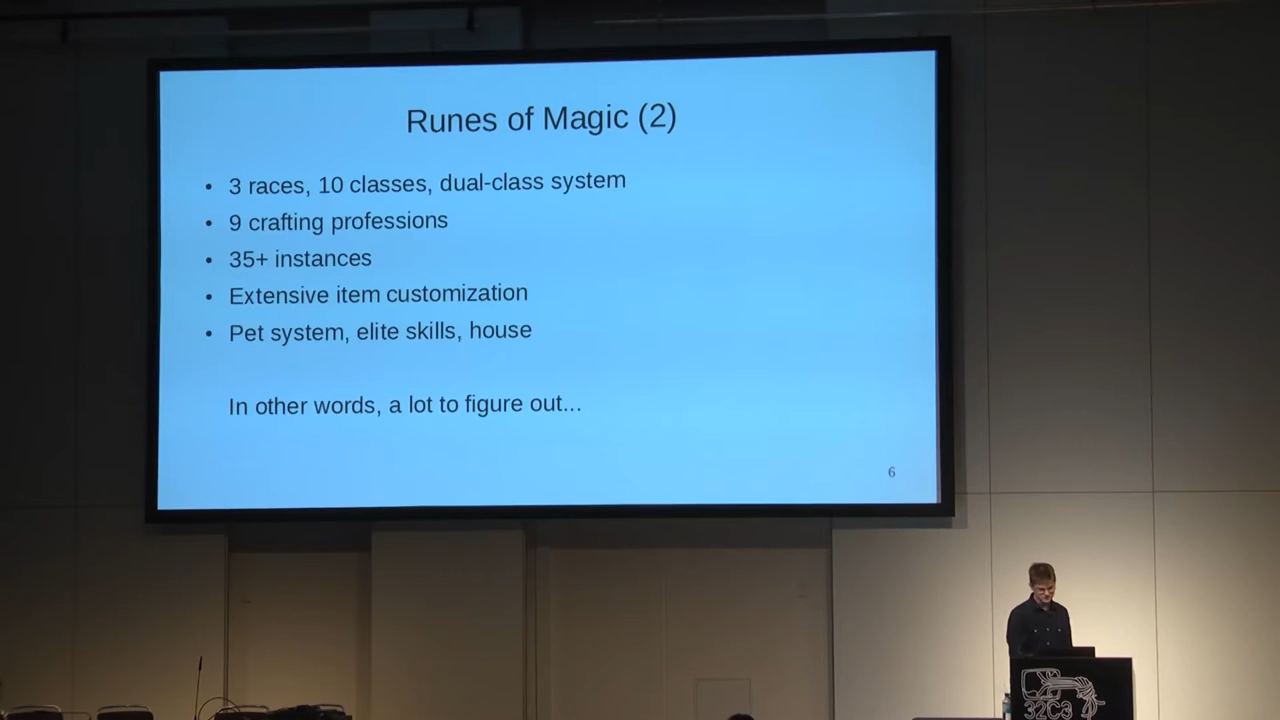 Runes of Magic (2)
• 3 races, 10 classes, dual-class system
• 9 crafting professions
• 35+ instances
• Extensive item customization
• Pet system, elite skills, house
In other words, a lot to figure out...
6
32C3